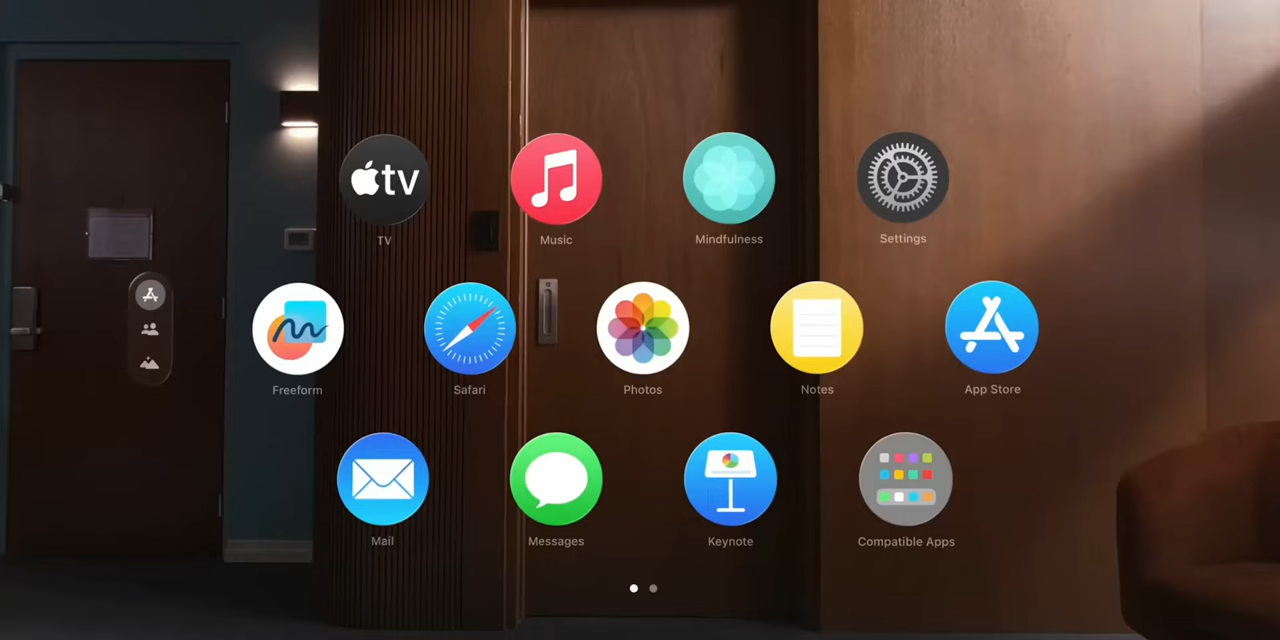 tv
TV
Music
Mindfulness
Settings
Freeform
Safari
Photos
Notes
App Store
Mail
Messages
Keynote
Compatible Apps